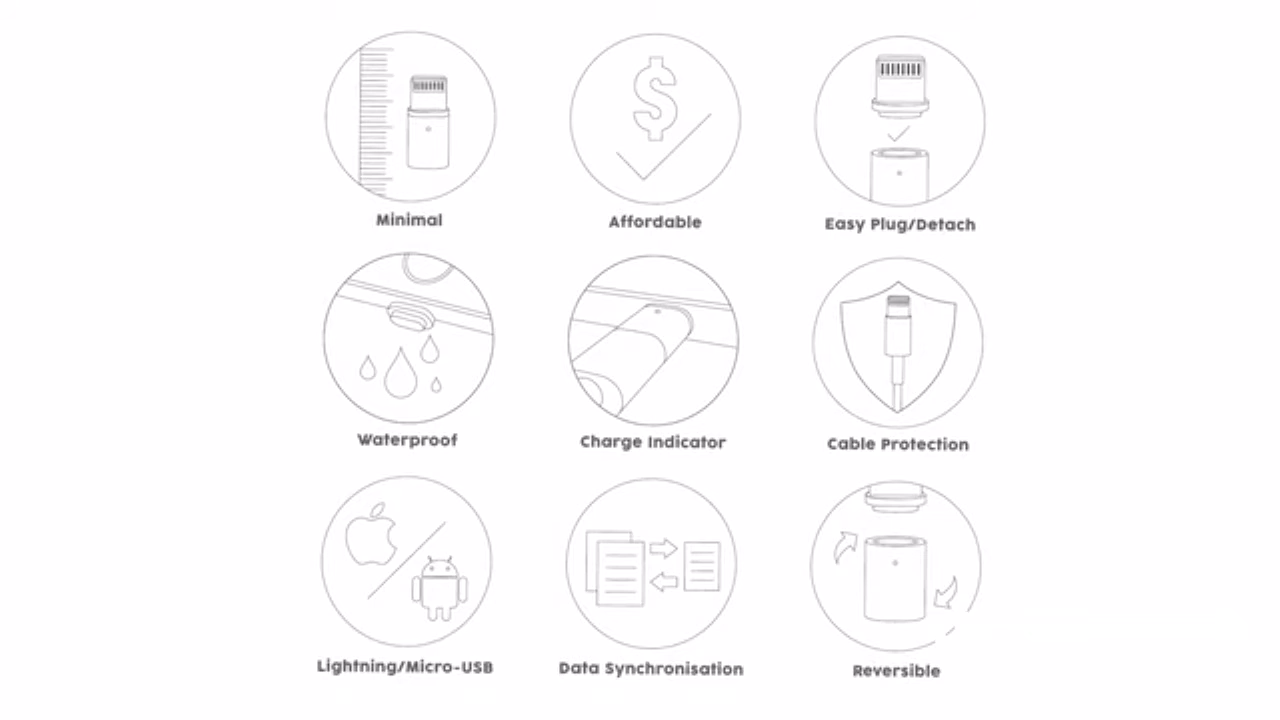 Minimal
Affordable
Easy Plug/Detach
Waterproof
Charge Indicator
Cable Protection
Lightning/Micro-USB
Data Synchronisation
Reversible